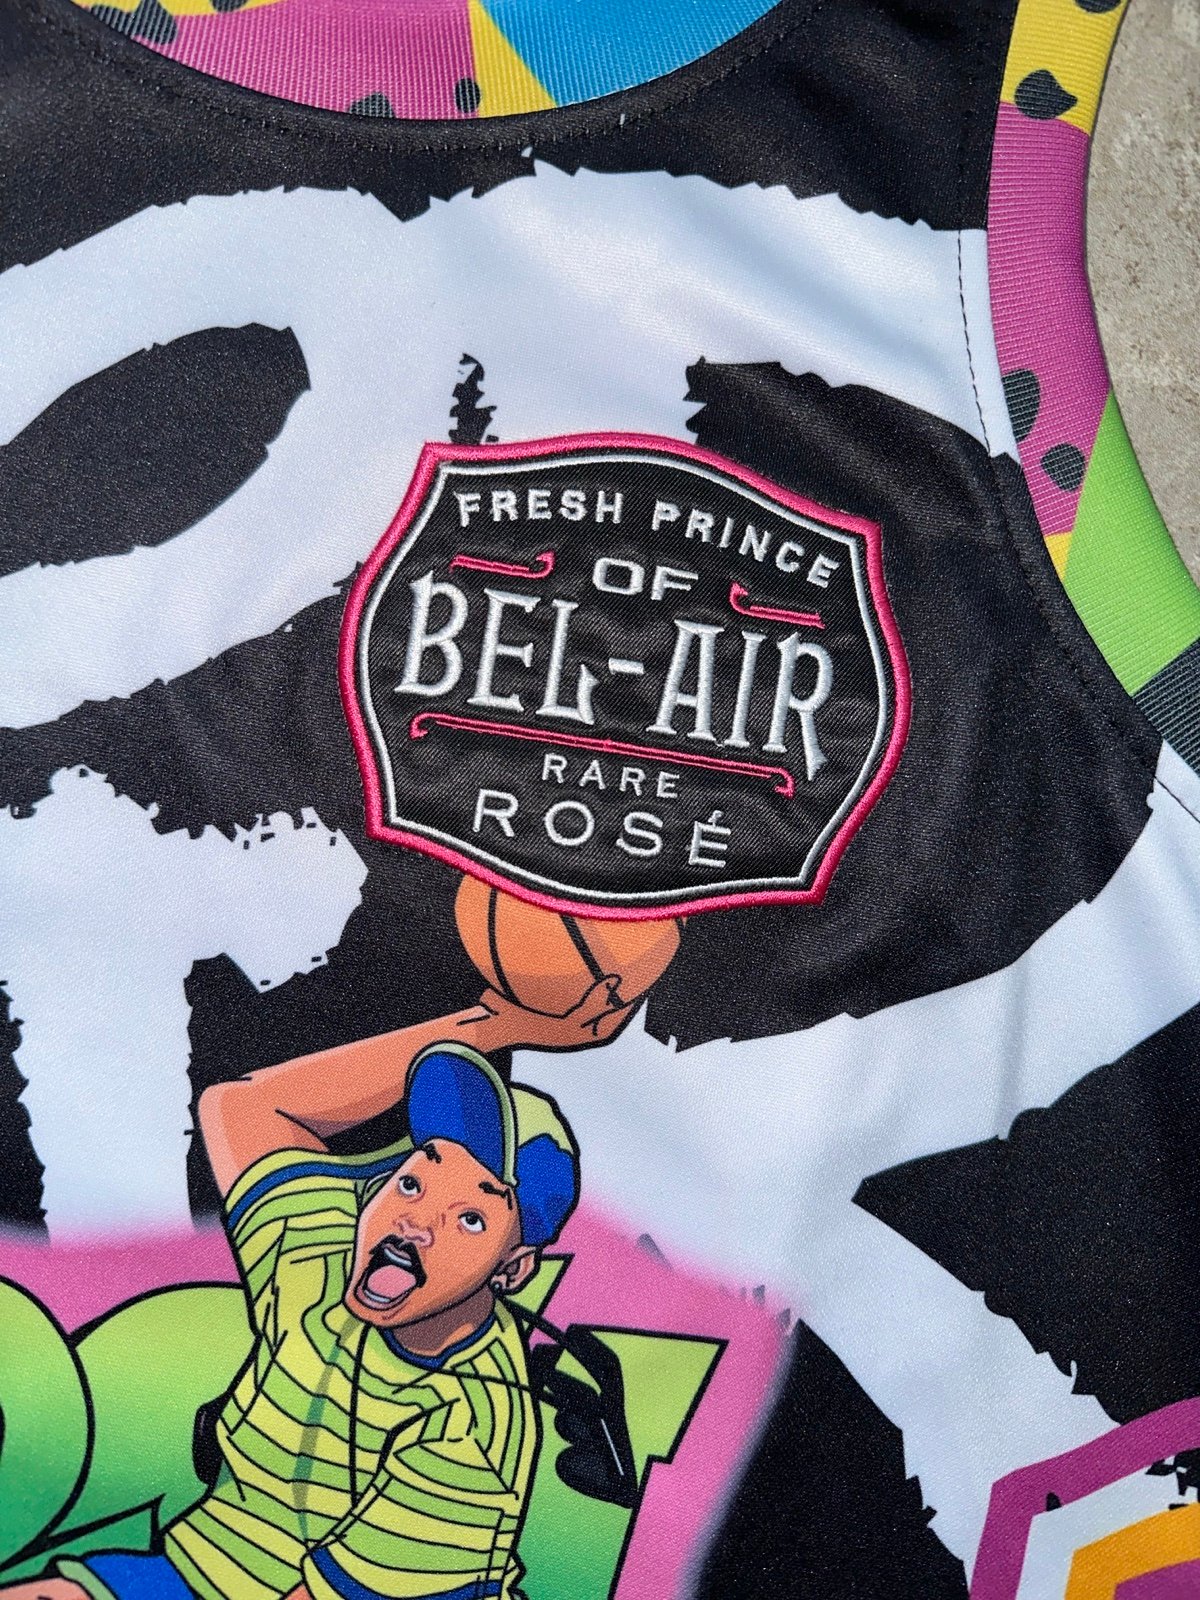 FRESH PRINCE
OF
BEL-AIR
RARE
ROSÉ